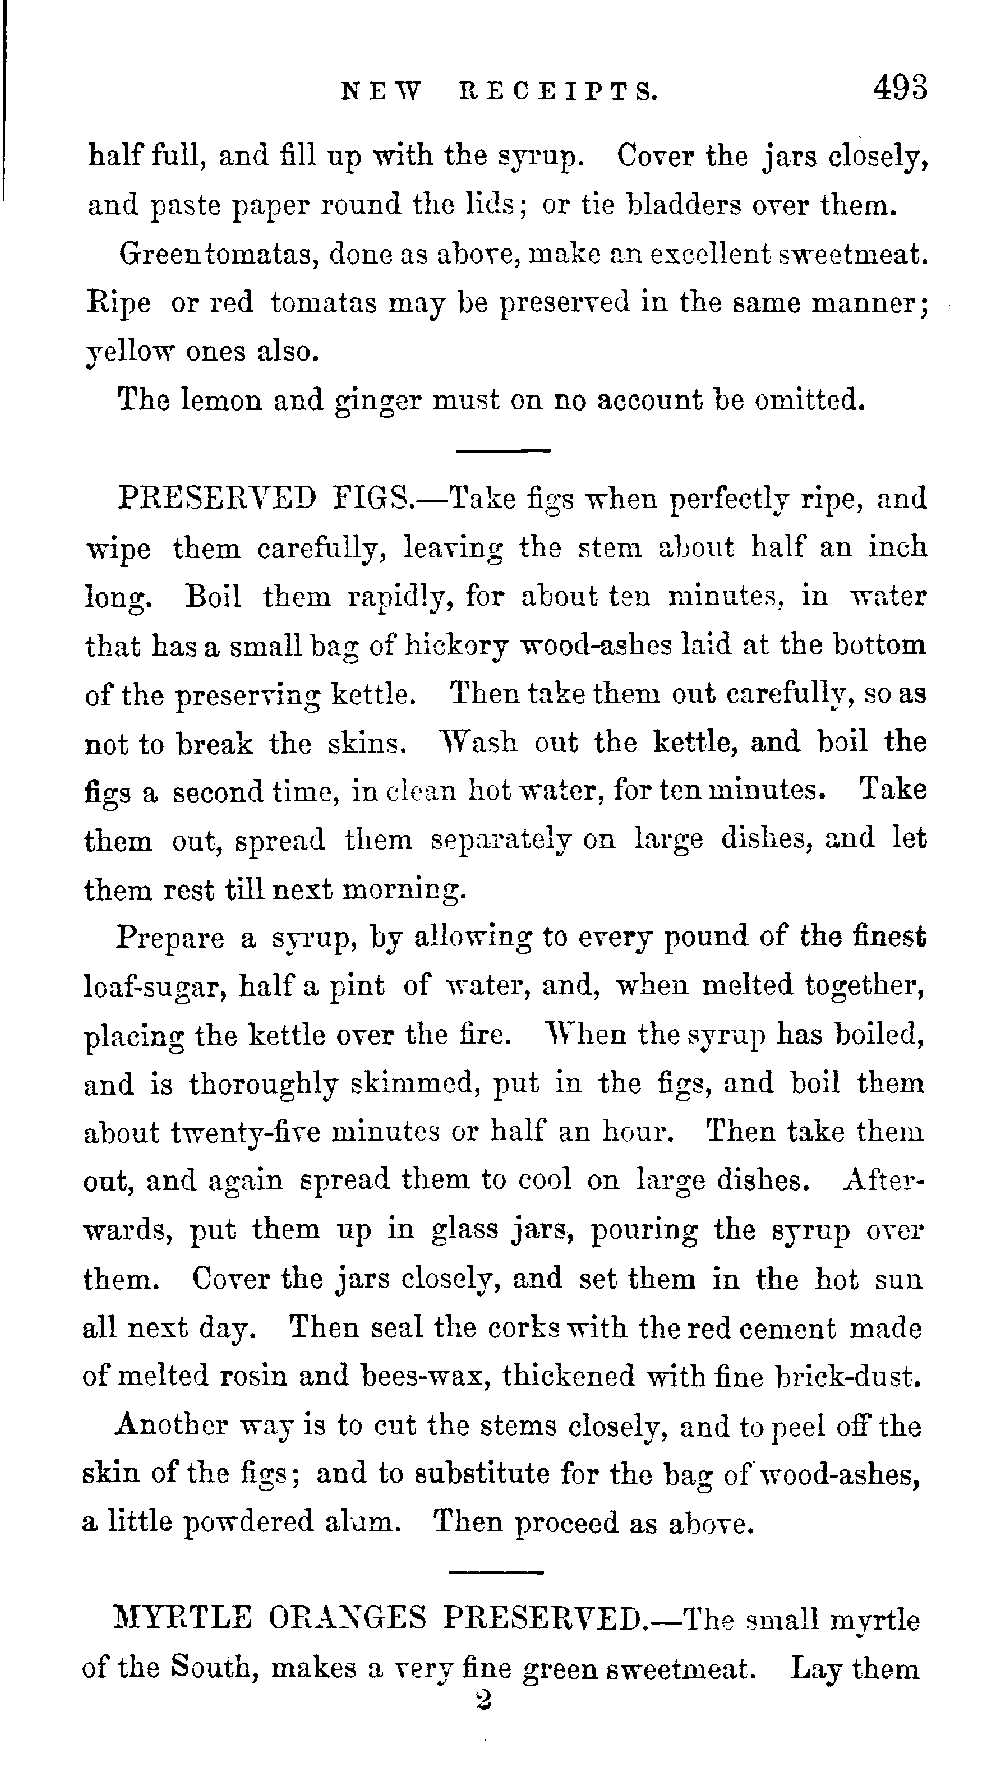 NEW RECEIPTS. 493
half full, and fill up with the syrup. Cover the jars closely,
and paste paper round the lids; or tie bladders over them.
Green tomatas, done as above, make an excellent sweetmeat.
Ripe or red tomatas may be preserved in the same manner;
yellow ones also.
The lemon and ginger must on no account be omitted.
PRESERVED FIGS.—Take figs when perfectly ripe, and
wipe them carefully, leaving the stem about half an inch
long. Boil them rapidly, for about ten minutes, in water
that has a small bag of hickory wood-ashes laid at the bottom
of the preserving kettle. Then take them out carefully, so as
not to break the skins. Wash out the kettle, and boil the
figs a second time, in clean hot water, for ten minutes. Take
them out, spread them separately on large dishes, and let
them rest till next morning.
Prepare a syrup, by allowing to every pound of the finest
loaf-sugar, half a pint of water, and, when melted together,
placing the kettle over the fire. When the syrup has boiled,
and is thoroughly skimmed, put in the figs, and boil them
about twenty-five minutes or half an hour. Then take them
out, and again spread them to cool on large dishes. After-
wards, put them up in glass jars, pouring the syrup over
them. Cover the jars closely, and set them in the hot sun
all next day. Then seal the corks with the red cement made
of melted rosin and bees-wax, thickened with fine brick-dust.
Another way is to cut the stems closely, and to peel off the
skin of the figs; and to substitute for the bag of wood-ashes,
a little powdered alum. Then proceed as above.
MYRTLE ORANGES PRESERVED.—The small myrtle
of the South, makes a very fine green sweetmeat. Lay them
2